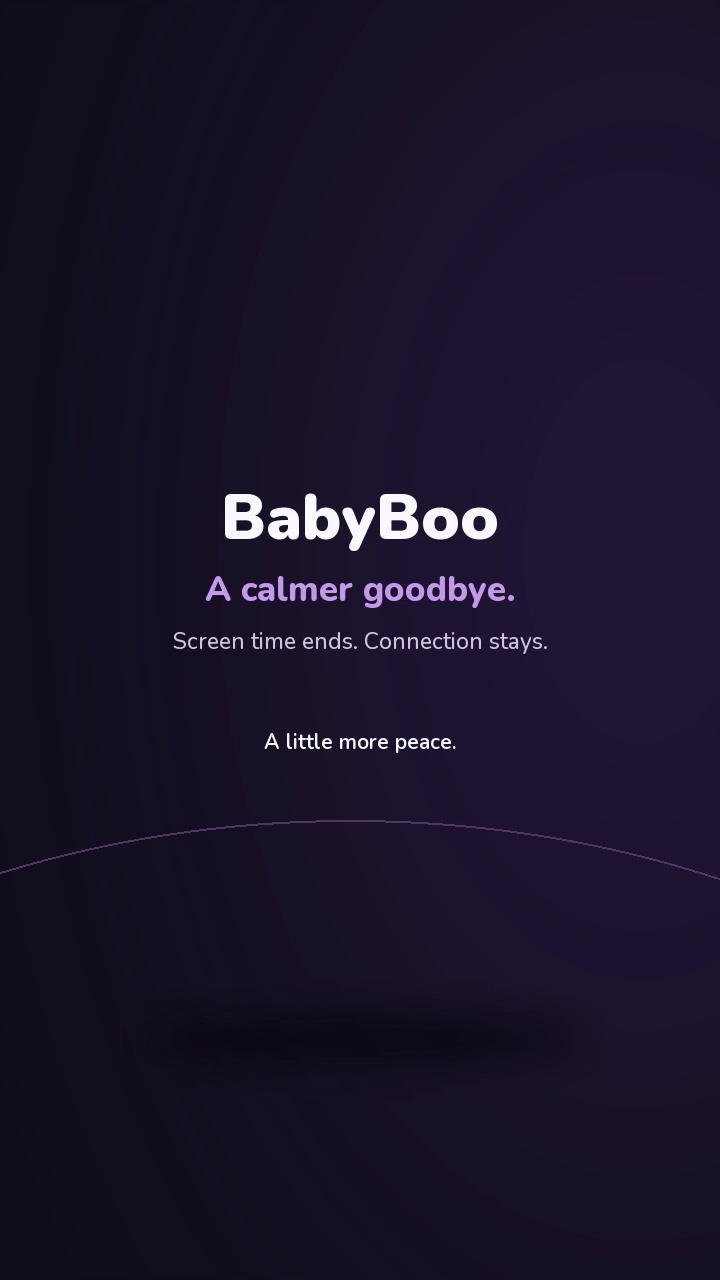 BabyBoo
A calmer goodbye.
Screen time ends. Connection stays.
A little more peace.